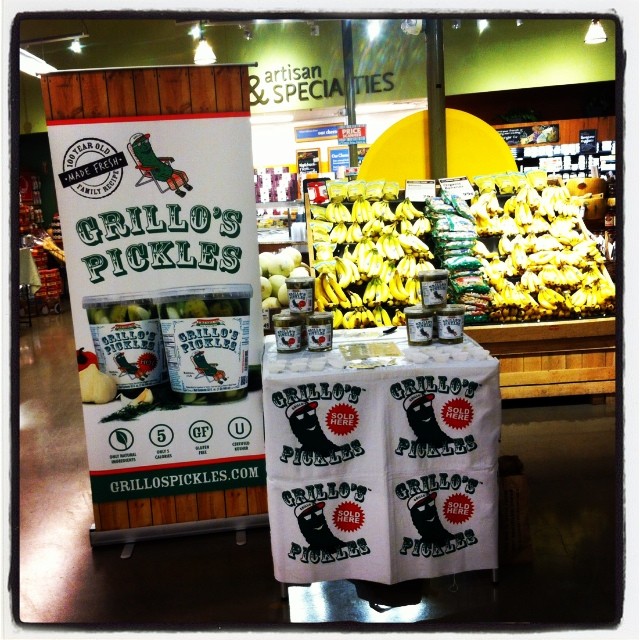 artisan
& SPECIALTIES
PRICE
100 YEAR OLD
MADE FRESH
FAMILY RECIPE
GRILLO'S
PICKLES
GRILLO'S
PICKLES
GRILLO'S
PICKLES
ONLY NATURAL
INGREDIENTS
5
ONLY 5
CALORIES
GF
GLUTEN
FREE
U
CERTIFIED
KOSHER
GRILLOSPICKLES.COM
GRILLO'S
SOLD
HERE
PICKLES
GRILLO'S
SOLD
HERE
PICKLES
GRILLO'S
SOLD
HERE
PICKLES
GRILLO'S
SOLD
HERE
PICKLES